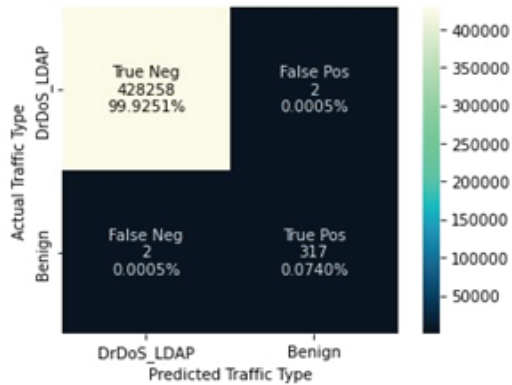 True Neg
428258
99.9251%
False Pos
2
0.0005%
False Neg
2
0.0005%
True Pos
317
0.0740%
Actual Traffic Type
DrDoS_LDAP
Benign
DrDoS_LDAP
Benign
Predicted Traffic Type
400000
350000
300000
250000
200000
150000
100000
50000